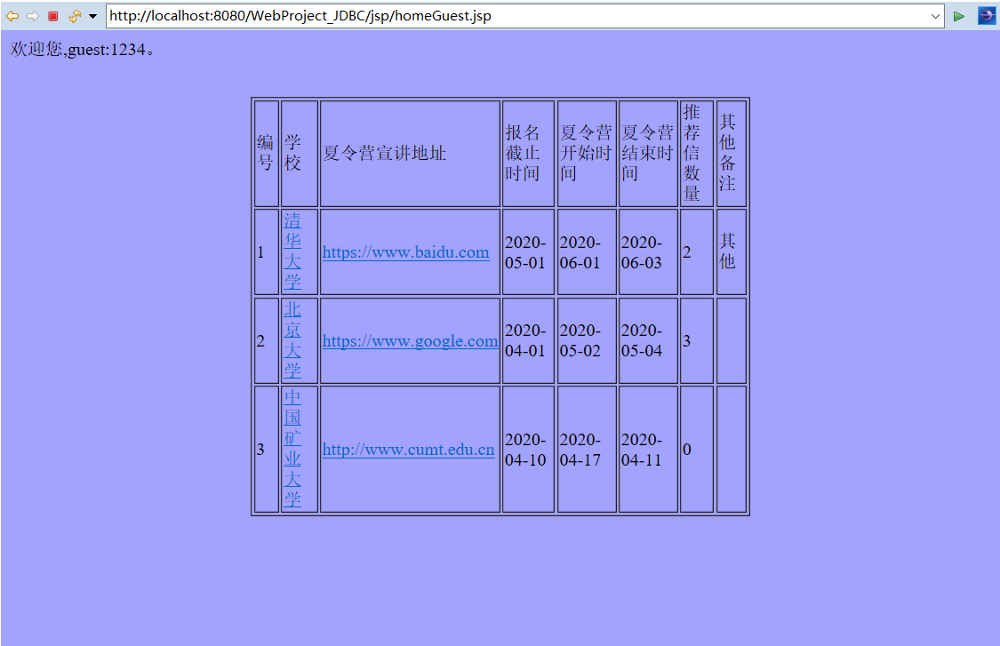 http://localhost:8080/WebProject_JDBC/jsp/homeGuest.jsp
欢迎您,guest:1234。
编
号
学
校
夏令营宣讲地址
报名
截止
时间
夏令营
开始时
间
夏令营
结束时
间
推
荐
信
数
量
其
他
备
注
1
清
华
大
学
https://www.baidu.com
2020-
05-01
2020-
06-01
2020-
06-03
2
其
他
2
北
京
大
学
https://www.google.com
2020-
04-01
2020-
05-02
2020-
05-04
3
3
中
国
矿
业
大
学
http://www.cumt.edu.cn
2020-
04-10
2020-
04-17
2020-
04-11
0